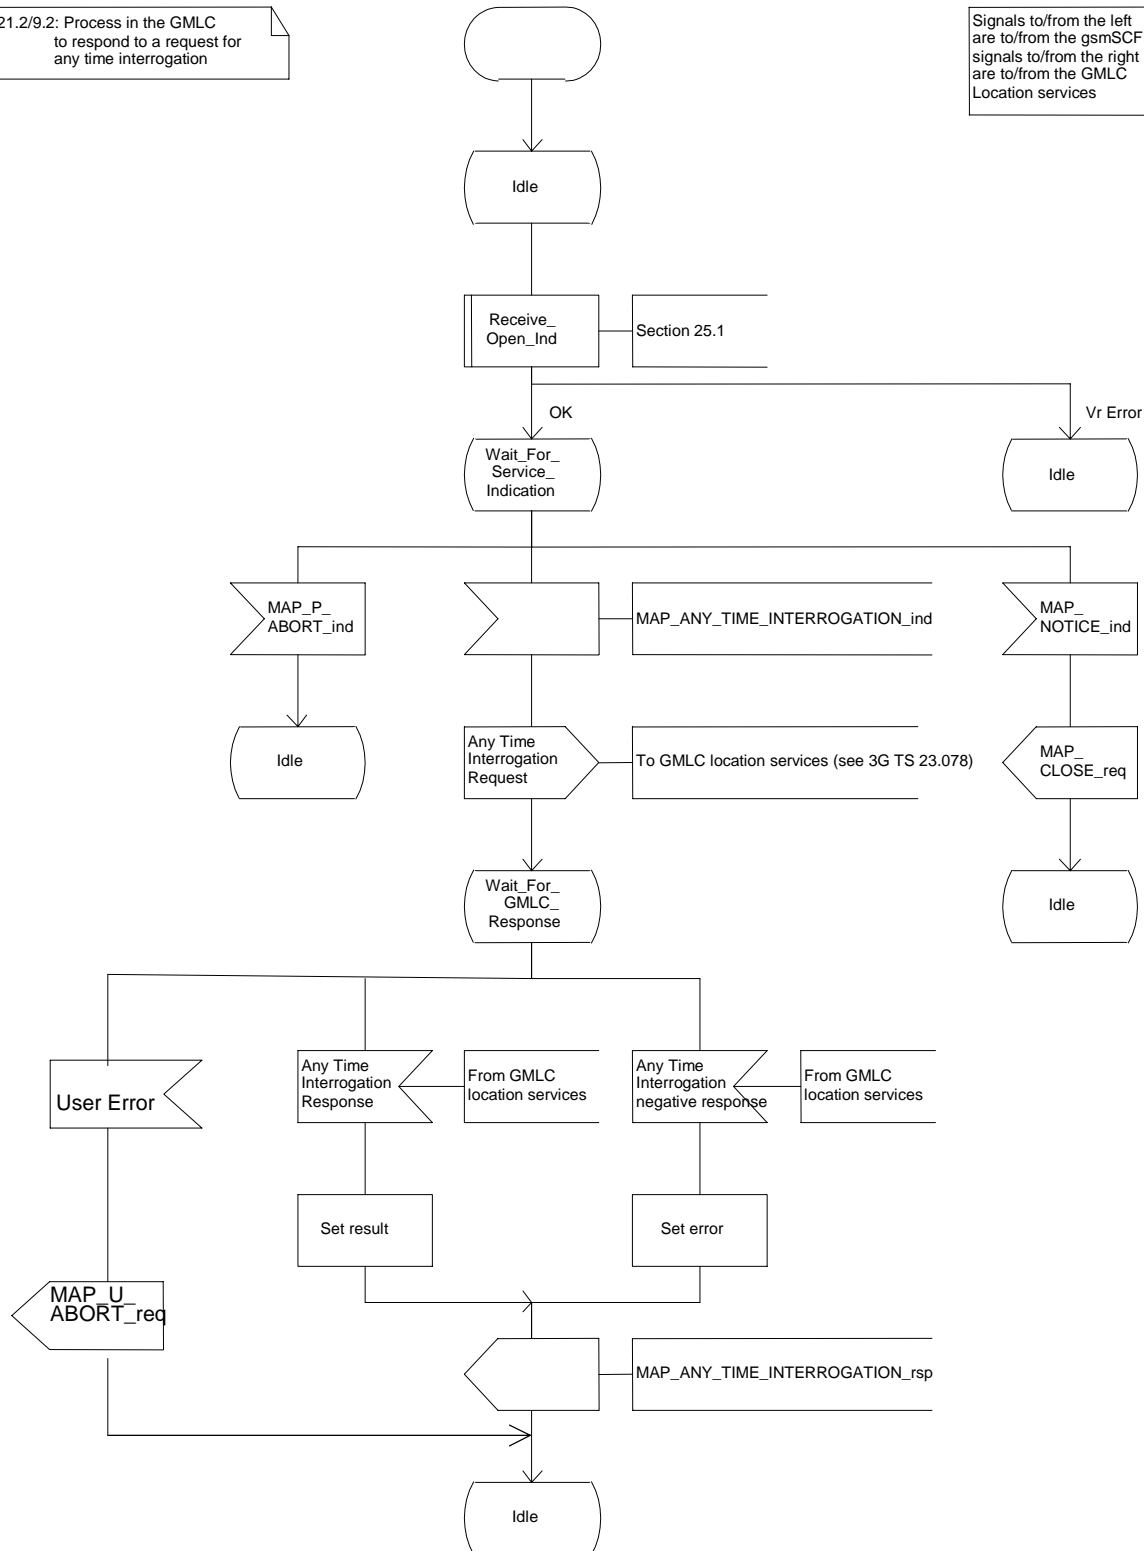 21.2/9.2: Process in the GMLC
to respond to a request for
any time interrogation
Signals to/from the left
are to/from the gsmSCF
signals to/from the right
are to/from the GMLC
Location services
Idle
Receive_
Open_Ind
Section 25.1
OK
Vr Error
Wait_For_
Service_
Indication
Idle
MAP_P_
ABORT_ind
MAP_ANY_TIME_INTERROGATION_ind
MAP_
NOTICE_ind
Idle
Any Time
Interrogation
Request
To GMLC location services (see 3G TS 23.078)
MAP_
CLOSE_req
Wait_For_
GMLC_
Response
Idle
User Error
Any Time
Interrogation
Response
From GMLC
location services
Any Time
Interrogation
negative response
From GMLC
location services
Set result
Set error
MAP_U_
ABORT_req
MAP_ANY_TIME_INTERROGATION_rsp
Idle